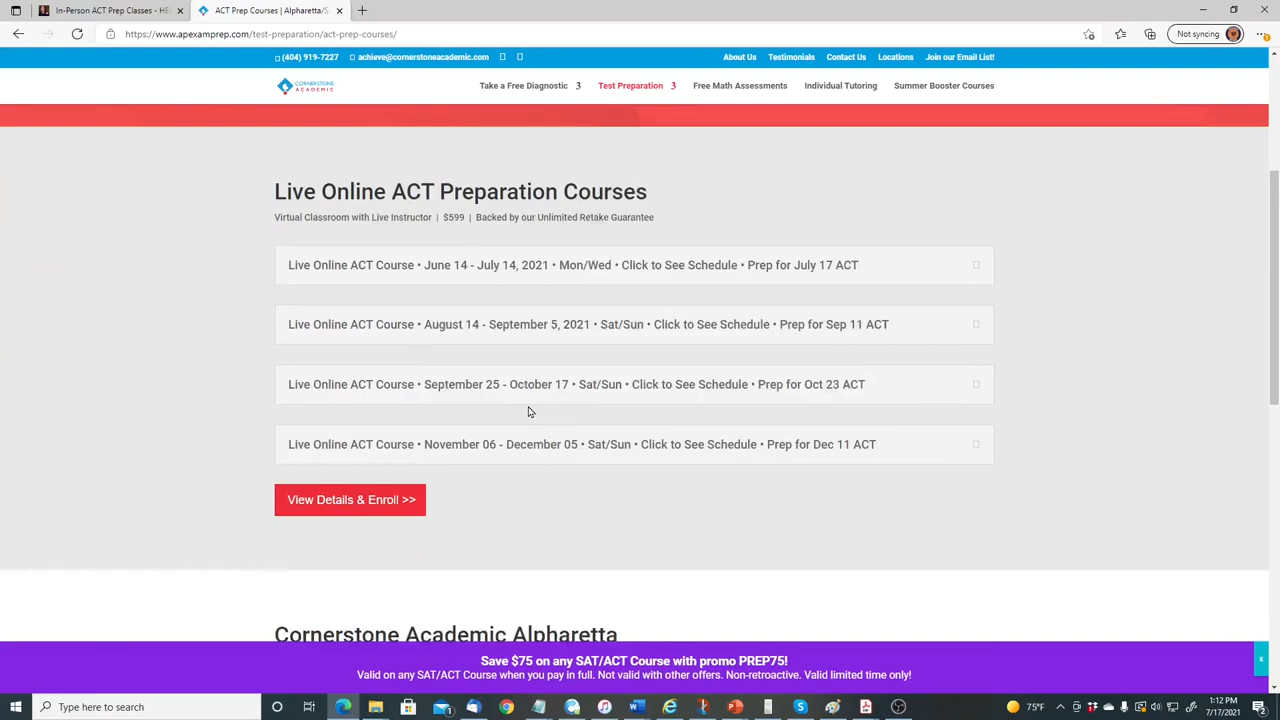 In-Person ACT Prep Classes - HE
ACT Prep Courses | Alpharetta/S
https://www.apexamprep.com/test-preparation/act-prep-courses/
Not syncing
(404) 919-7227
achieve@cornerstoneacademic.com
About Us
Testimonials
Contact Us
Locations
Join our Email List!
CORNERSTONE
ACADEMIC
Take a Free Diagnostic 3
Test Preparation 3
Free Math Assessments
Individual Tutoring
Summer Booster Courses
Live Online ACT Preparation Courses
Virtual Classroom with Live Instructor | $599 | Backed by our Unlimited Retake Guarantee
Live Online ACT Course • June 14 - July 14, 2021 • Mon/Wed • Click to See Schedule • Prep for July 17 ACT
Live Online ACT Course • August 14 - September 5, 2021 • Sat/Sun • Click to See Schedule • Prep for Sep 11 ACT
Live Online ACT Course • September 25 - October 17 • Sat/Sun • Click to See Schedule • Prep for Oct 23 ACT
Live Online ACT Course • November 06 - December 05 • Sat/Sun • Click to See Schedule • Prep for Dec 11 ACT
View Details & Enroll >>
Cornerstone Academic Alpharetta
Save $75 on any SAT/ACT Course with promo PREP75!
Valid on any SAT/ACT Course when you pay in full. Not valid with other offers. Non-retroactive. Valid limited time only!
x
Type here to search
75°F
1:12 PM
7/17/2021